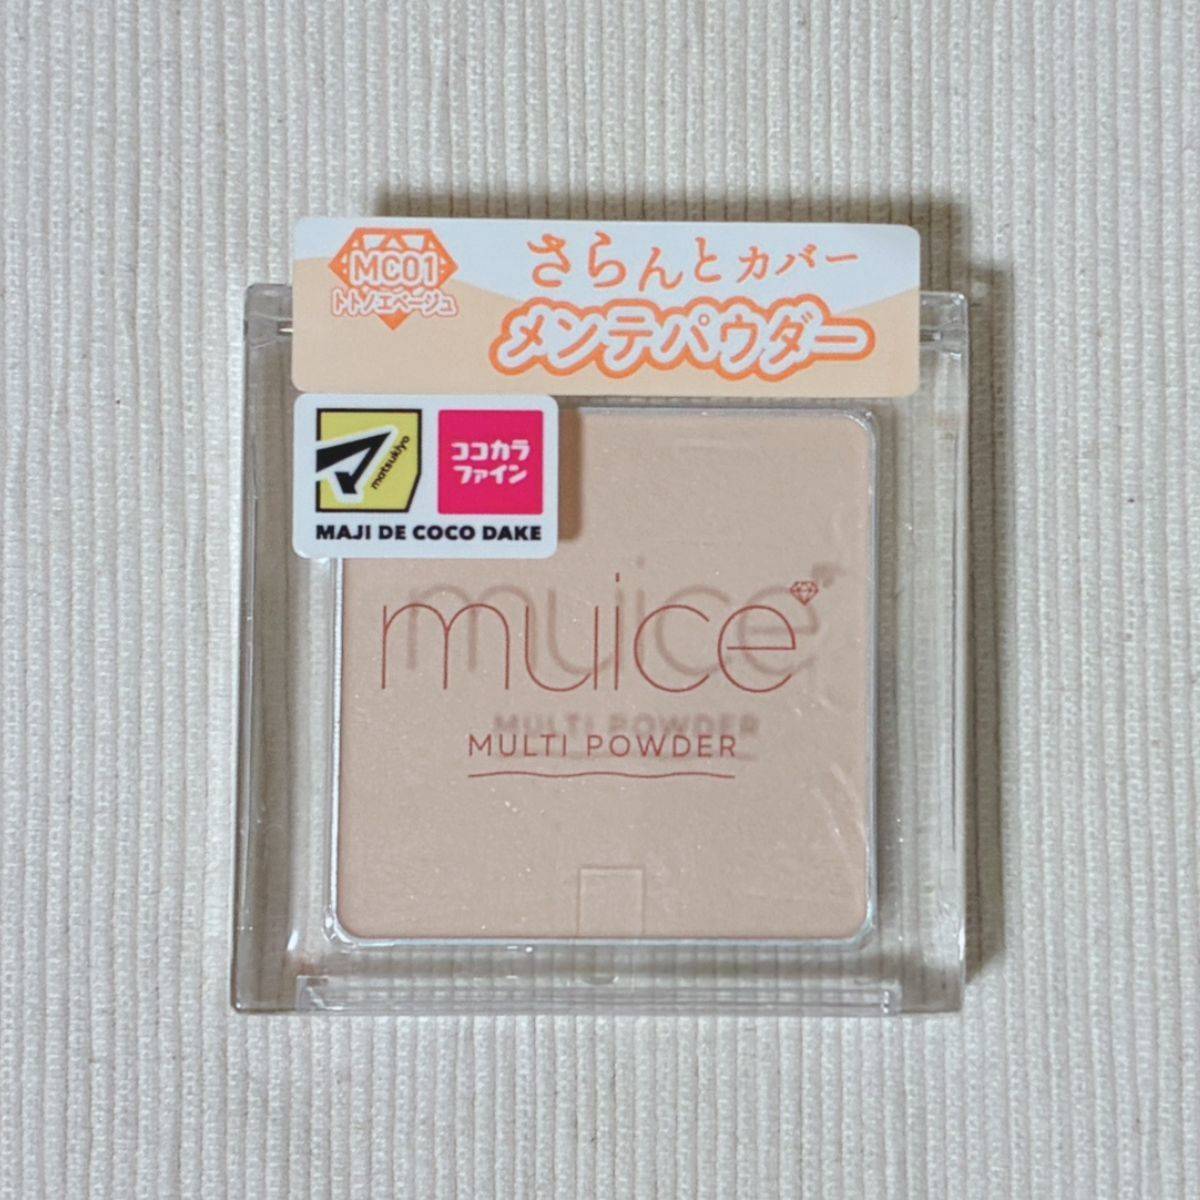 MC01
トトノエベージュ
さらんとカバー
メンテパウダー
matsukiyo
ココカラ
ファイン
MAJI DE COCO DAKE
muice
MULTI POWDER